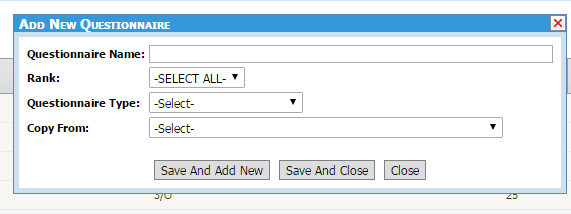 ADD NEW QUESTIONNAIRE
Questionnaire Name:
Rank: -SELECT ALL-
Questionnaire Type: -Select-
Copy From: -Select-
Save And Add New Save And Close Close
3/O 25